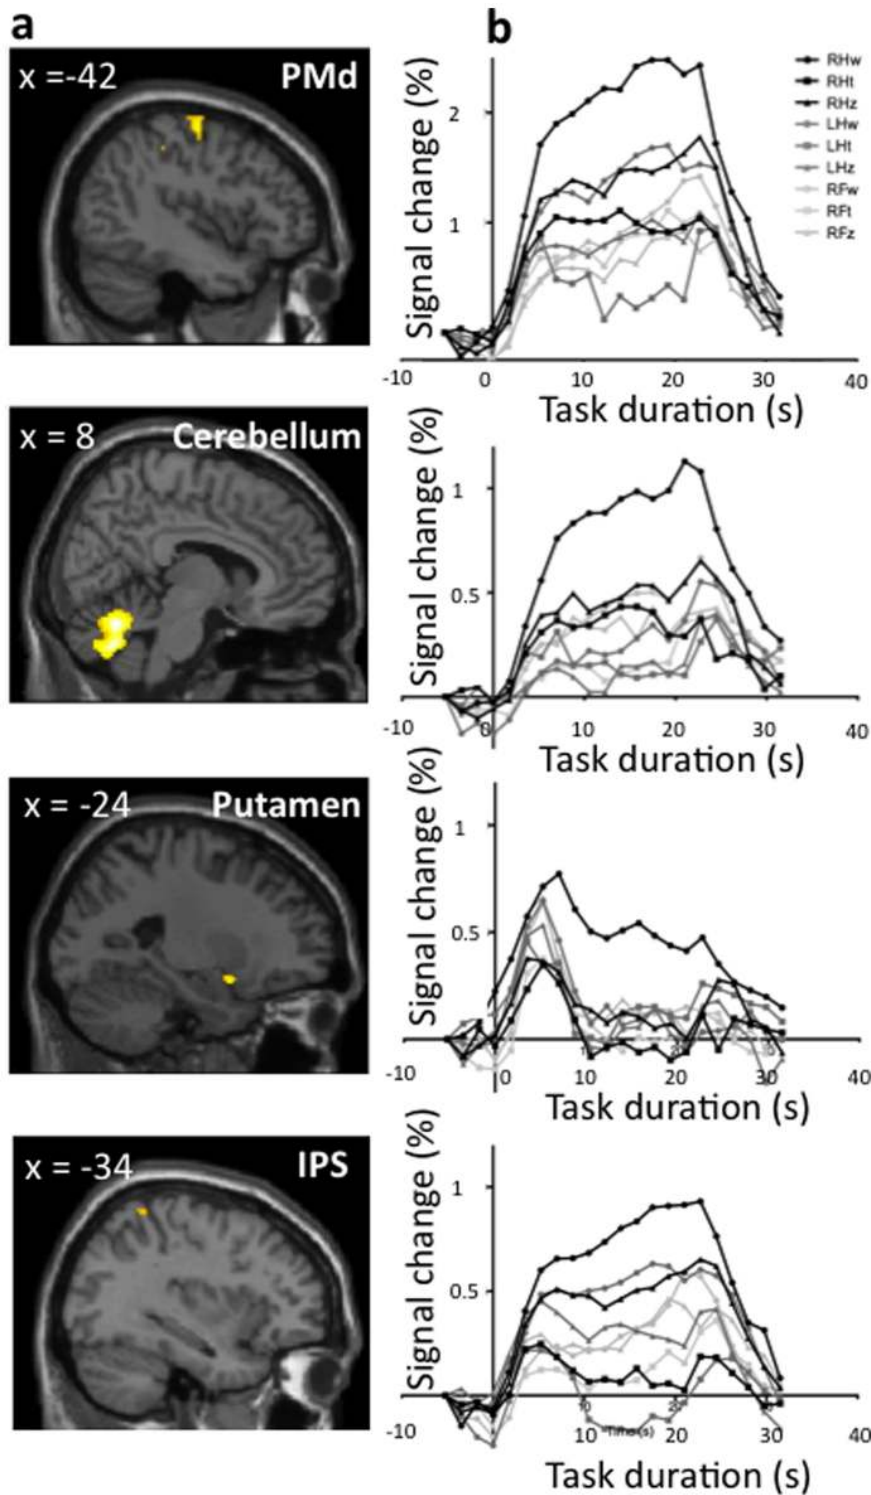 a
b
x =-42 PMd
Signal change (%)
2
1
RHw
RHt
RHz
LHw
LHt
LHz
RFw
RFt
RFz
-10 0 10 20 30 40
Task duration (s)
x = 8 Cerebellum
Signal change (%)
1
0.5
-10 0 10 20 30 40
Task duration (s)
x = -24 Putamen
Signal change (%)
1
0.5
-10 0 10 20 30 40
Task duration (s)
x = -34 IPS
Signal change (%)
1
0.5
-10 10 20 30 40
Time (s)
Task duration (s)